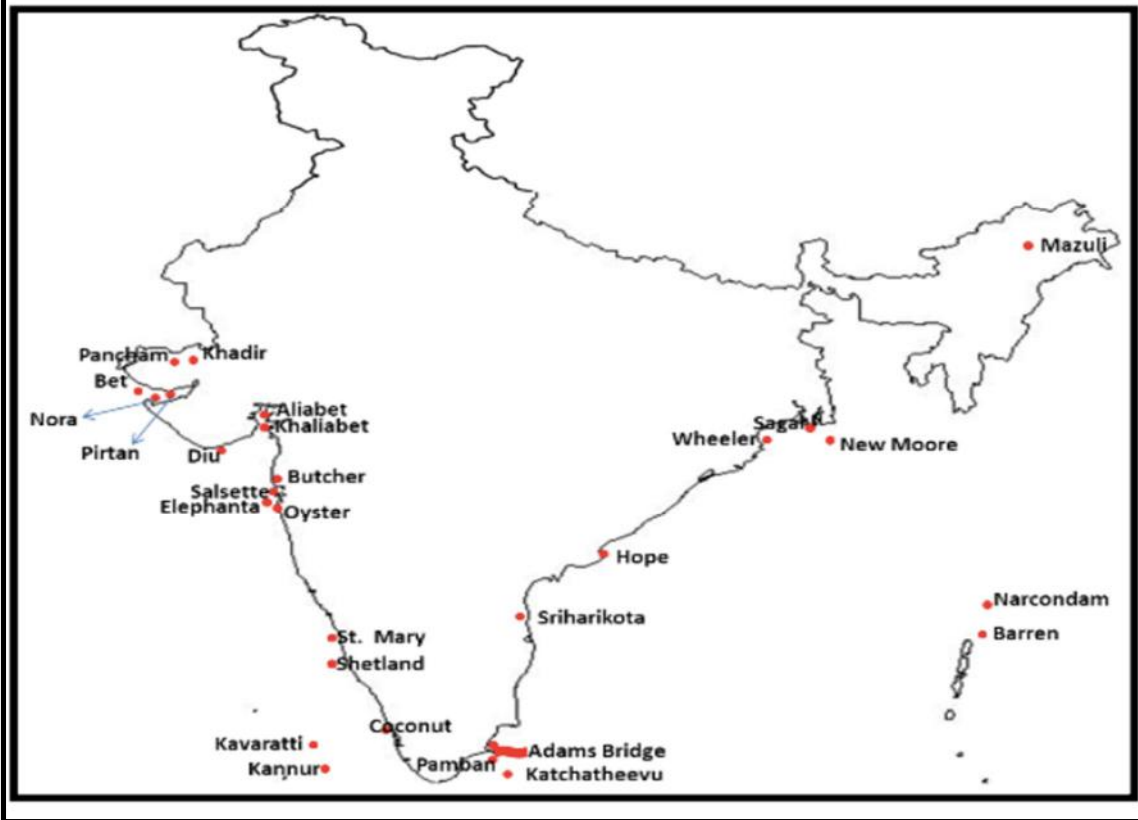 Mazuli
Pancham
Khadir
Bet
Nora
Pirtan
Aliabet
Khaliabet
Diu
Sagar
Wheeler
New Moore
Butcher
Salsette
Elephanta
Oyster
Hope
Narcondam
Sriharikota
Barren
St. Mary
Shetland
Coconut
Kavaratti
Adams Bridge
Pamban
Kannur
Katchatheevu